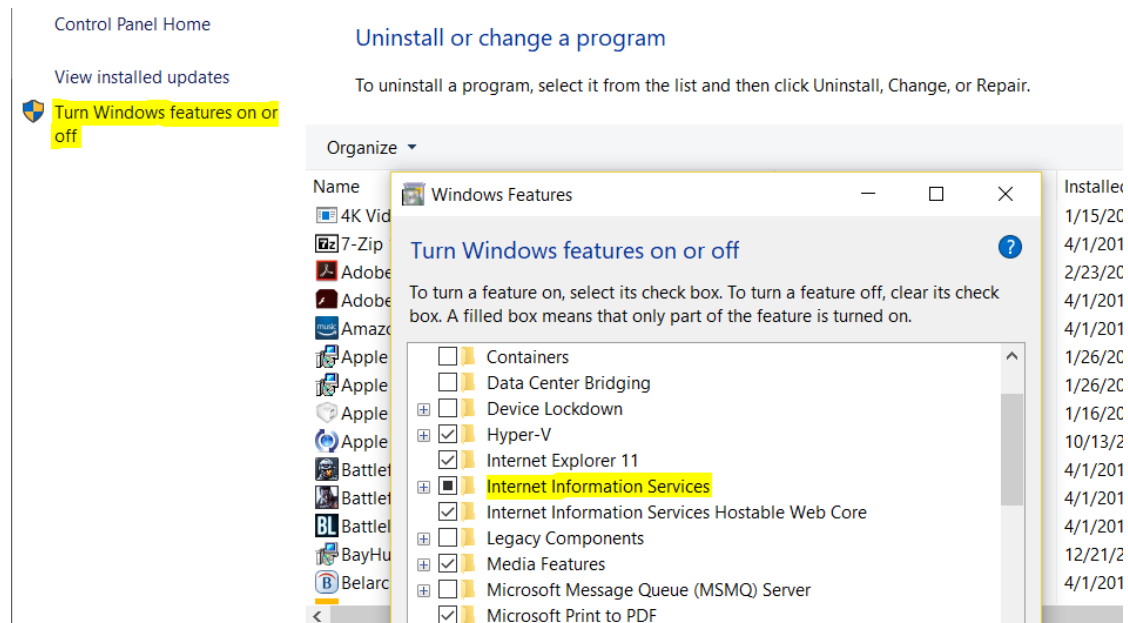 Control Panel Home
Uninstall or change a program
View installed updates
To uninstall a program, select it from the list and then click Uninstall, Change, or Repair.
Turn Windows features on or
off
Organize
Name
Installed
4K Vid
1/15/20
7-Zip
4/1/201
Adobe
2/23/20
Adobe
4/1/201
Amazo
4/1/201
Apple
1/26/20
Apple
1/26/20
Apple
1/16/20
Apple
10/13/2
Battlef
4/1/201
Battlef
4/1/201
Battlel
4/1/201
BayHu
12/21/2
Belarc
4/1/201
Windows Features
Turn Windows features on or off
To turn a feature on, select its check box. To turn a feature off, clear its check
box. A filled box means that only part of the feature is turned on.
Containers
Data Center Bridging
Device Lockdown
Hyper-V
Internet Explorer 11
Internet Information Services
Internet Information Services Hostable Web Core
Legacy Components
Media Features
Microsoft Message Queue (MSMQ) Server
Microsoft Print to PDF